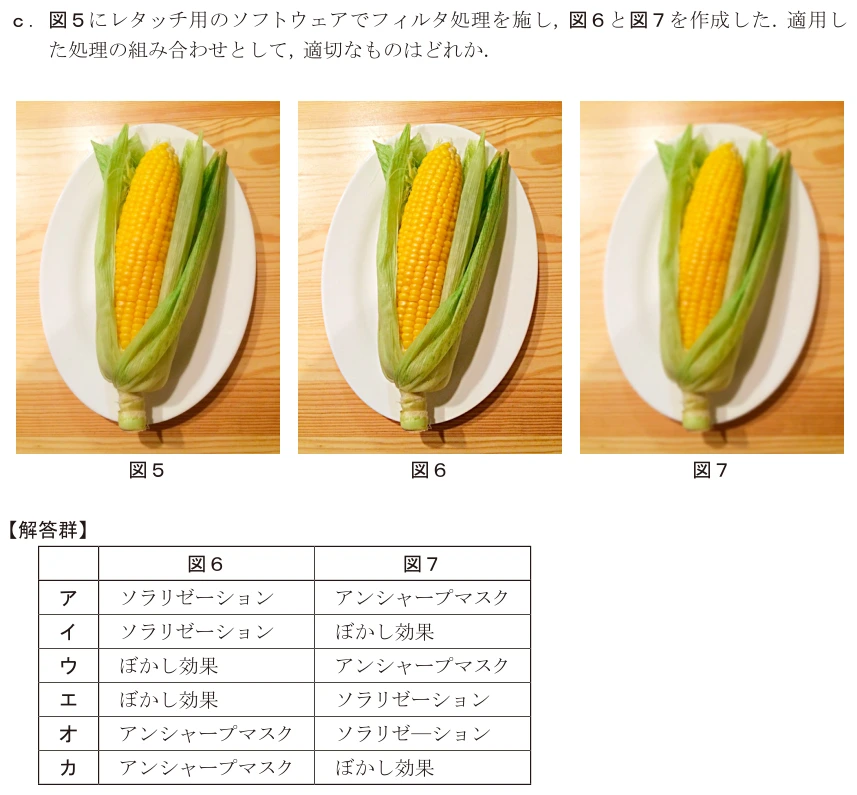 c．図５にレタッチ用のソフトウェアでフィルタ処理を施し，図６と図７を作成した．適用し
た処理の組み合わせとして，適切なものはどれか．
図５ 図６ 図７
【解答群】
図６ 図７
ア ソラリゼーション アンシャープマスク
イ ソラリゼーション ぼかし効果
ウ ぼかし効果 アンシャープマスク
エ ぼかし効果 ソラリゼーション
オ アンシャープマスク ソラリゼ―ション
カ アンシャープマスク ぼかし効果